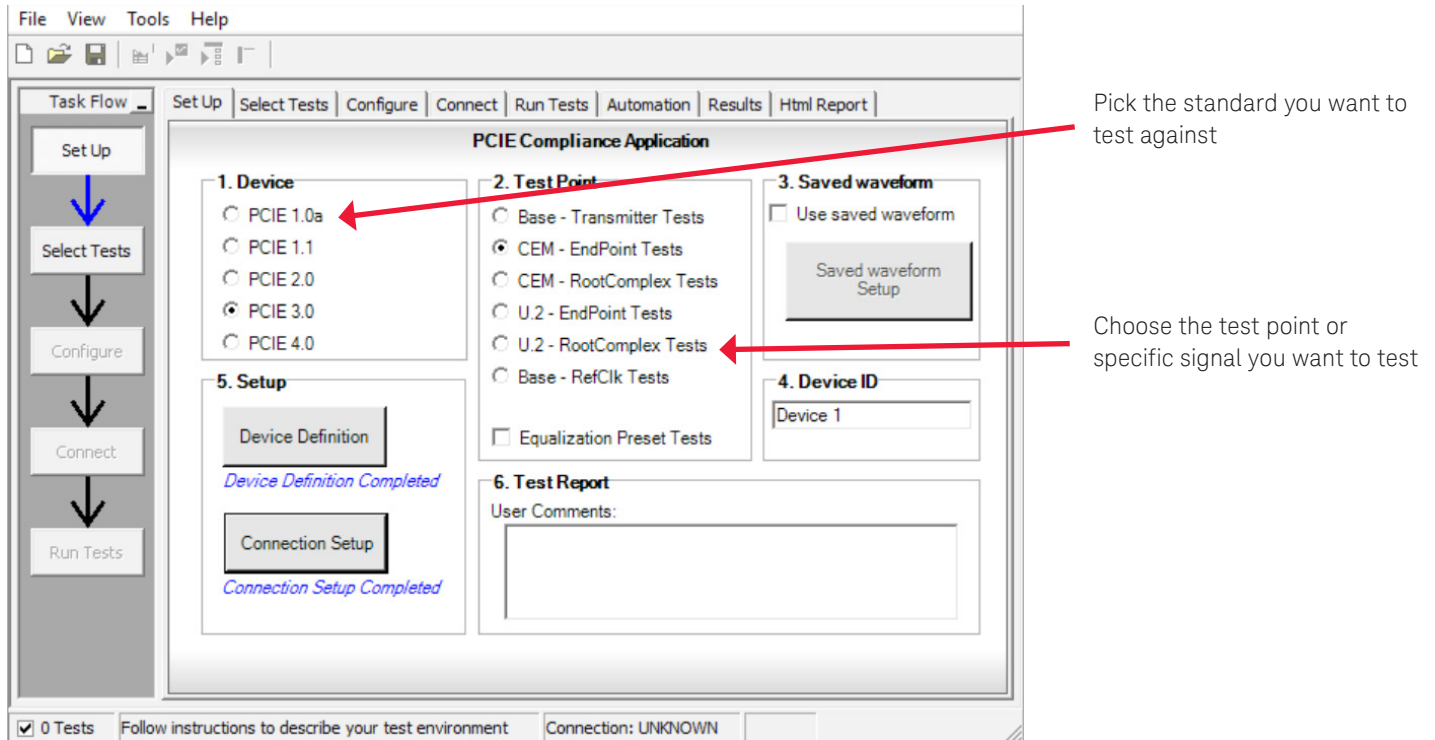 File View Tools Help
Task Flow
Set Up
Select Tests
Configure
Connect
Run Tests
Set Up Select Tests Configure Connect Run Tests Automation Results Html Report
PCIE Compliance Application
1. Device
PCIE 1.0a
PCIE 1.1
PCIE 2.0
PCIE 3.0
PCIE 4.0
2. Test Point
Base - Transmitter Tests
CEM - EndPoint Tests
CEM - RootComplex Tests
U.2 - EndPoint Tests
U.2 - RootComplex Tests
Base - RefClk Tests
Equalization Preset Tests
3. Saved waveform
Use saved waveform
Saved waveform
Setup
4. Device ID
Device 1
5. Setup
Device Definition
Device Definition Completed
Connection Setup
Connection Setup Completed
6. Test Report
User Comments:
0 Tests Follow instructions to describe your test environment Connection: UNKNOWN
Pick the standard you want to
test against
Choose the test point or
specific signal you want to test